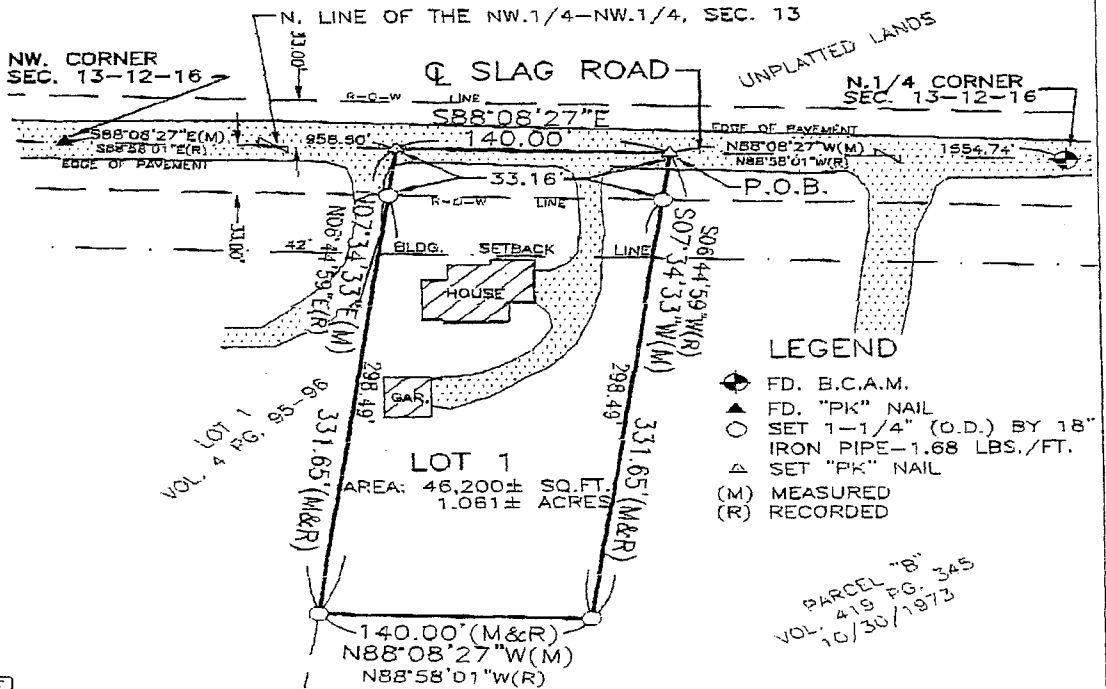 N. LINE OF THE NW.1/4-NW.1/4, SEC. 13
33.00'
NW. CORNER
SEC. 13-12-16
UNPLATTED LANDS
℄ SLAG ROAD
N.1/4 CORNER
SEC. 13-12-16
R-O-W LINE
S88°08'27"E
140.00
EDGE OF PAVEMENT
S88°08'27"E(M)
S88°58'01"E(R)
958.90'
N88°08'27"W(M)
N88°58'01"W(R)
1554.74'
EDGE OF PAVEMENT
33.16'
P.O.B.
R-O-W LINE
33.00'
42' BLDG. SETBACK LINE
N07°34'33"E(M)
N06°44'59"E(R)
S06°44'59"W(R)
S07°34'33"W(M)
HOUSE
GAR.
298.49'
331.65'(M&R)
298.49'
331.65'(M&R)
LOT 1
VOL. 4 PG. 95-96
LOT 1
AREA: 46,200± SQ.FT.
1.061± ACRES
LEGEND
FD. B.C.A.M.
FD. "PK" NAIL
SET 1-1/4" (O.D.) BY 18"
IRON PIPE-1.68 LBS./FT.
SET "PK" NAIL
(M) MEASURED
(R) RECORDED
PARCEL "B"
VOL. 419 PG. 345
10/30/1973
140.00'(M&R)
N88°08'27"W(M)
N88°58'01"W(R)